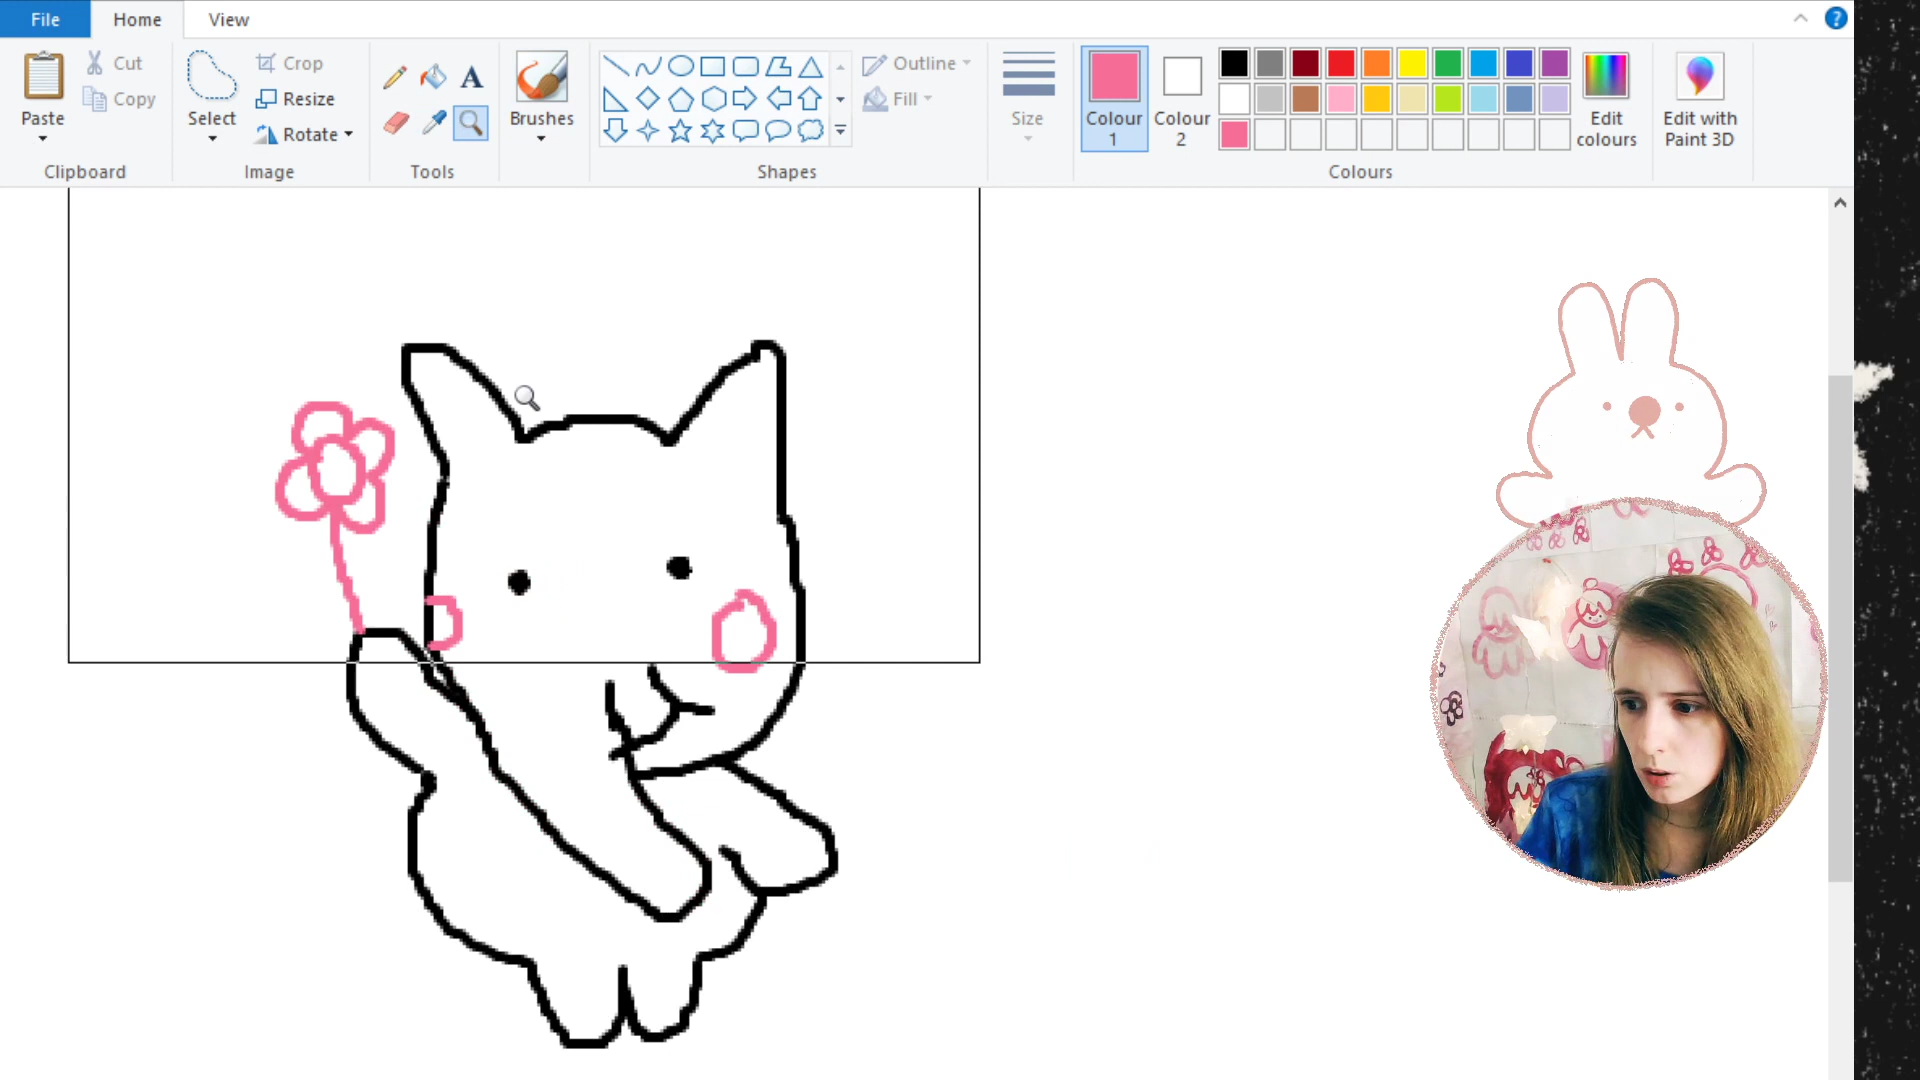 File Home View
Paste
Cut
Copy
Clipboard
Select
Crop
Resize
Rotate
Image
A
Tools
Brushes
Shapes
Outline
Fill
Size
Colour
1
Colour
2
Edit
colours
Colours
Edit with
Paint 3D
?